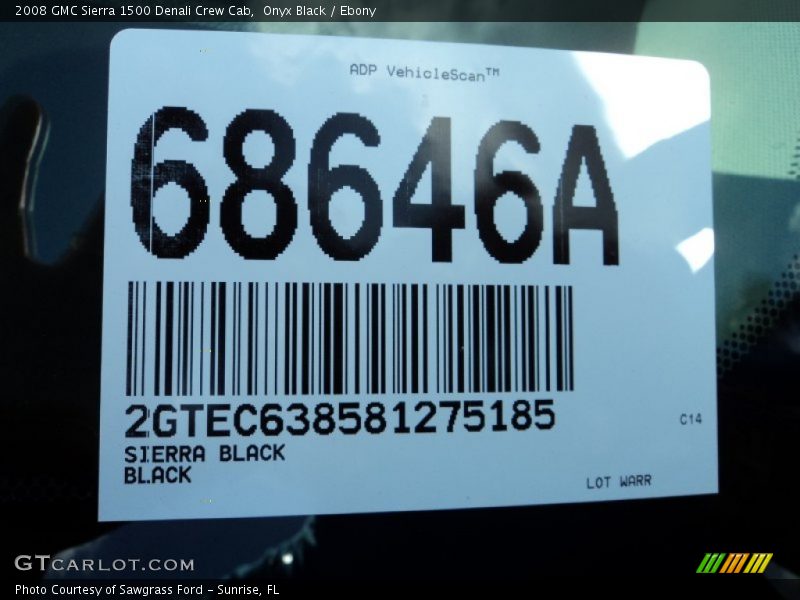 2008 GMC Sierra 1500 Denali Crew Cab,  Onyx Black / Ebony
ADP VehicleScan™
68646A
2GTEC638581275185
SIERRA BLACK
BLACK
C14
LOT WARR
GTCARLOT.COM
Photo Courtesy of Sawgrass Ford - Sunrise, FL